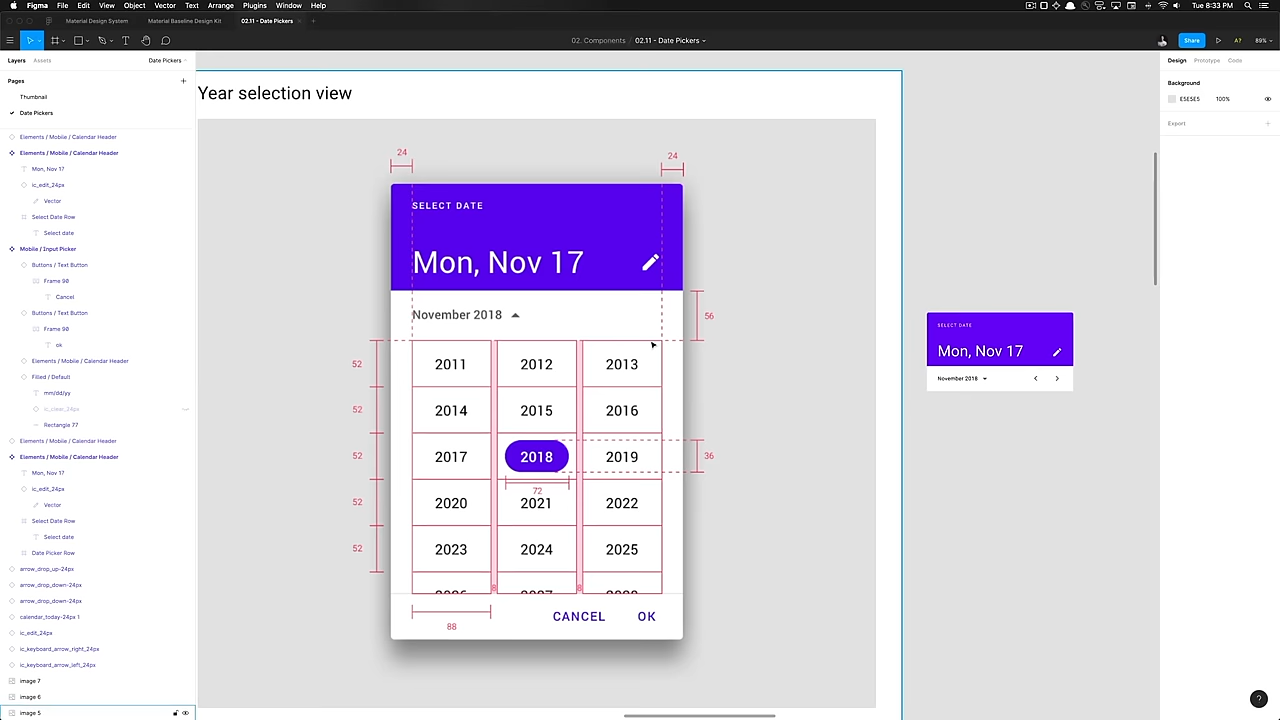 Figma File Edit View Object Vector Text Arrange Plugins Window Help
Tue 8:33 PM
Material Design System
Material Baseline Design Kit
02.11 - Date Pickers
02. Components / 02.11 - Date Pickers
Share
A?
89%
Layers
Assets
Date Pickers
Pages
Thumbnail
Date Pickers
Elements / Mobile / Calendar Header
Elements / Mobile / Calendar Header
Mon, Nov 17
ic_edit_24px
Vector
Select Date Row
Select date
Mobile / Input Picker
Buttons / Text Button
Frame 90
Cancel
Buttons / Text Button
Frame 90
ok
Elements / Mobile / Calendar Header
Filled / Default
mm/dd/yy
ic_clear_24px
Rectangle 77
Elements / Mobile / Calendar Header
Elements / Mobile / Calendar Header
Mon, Nov 17
ic_edit_24px
Vector
Select Date Row
Select date
Date Picker Row
arrow_drop_up-24px
arrow_drop_down-24px
arrow_drop_down-24px
calendar_today-24px 1
ic_edit_24px
ic_keyboard_arrow_right_24px
ic_keyboard_arrow_left_24px
image 7
image 6
image 5
Year selection view
24
24
SELECT DATE
Mon, Nov 17
November 2018
56
52 2011 2012 2013
52 2014 2015 2016
52 2017 2018 2019 36
72
52 2020 2021 2022
52 2023 2024 2025
8 8
88
CANCEL OK
SELECT DATE
Mon, Nov 17
November 2018
Design
Prototype
Code
Background
E5E5E5 100%
Export
?